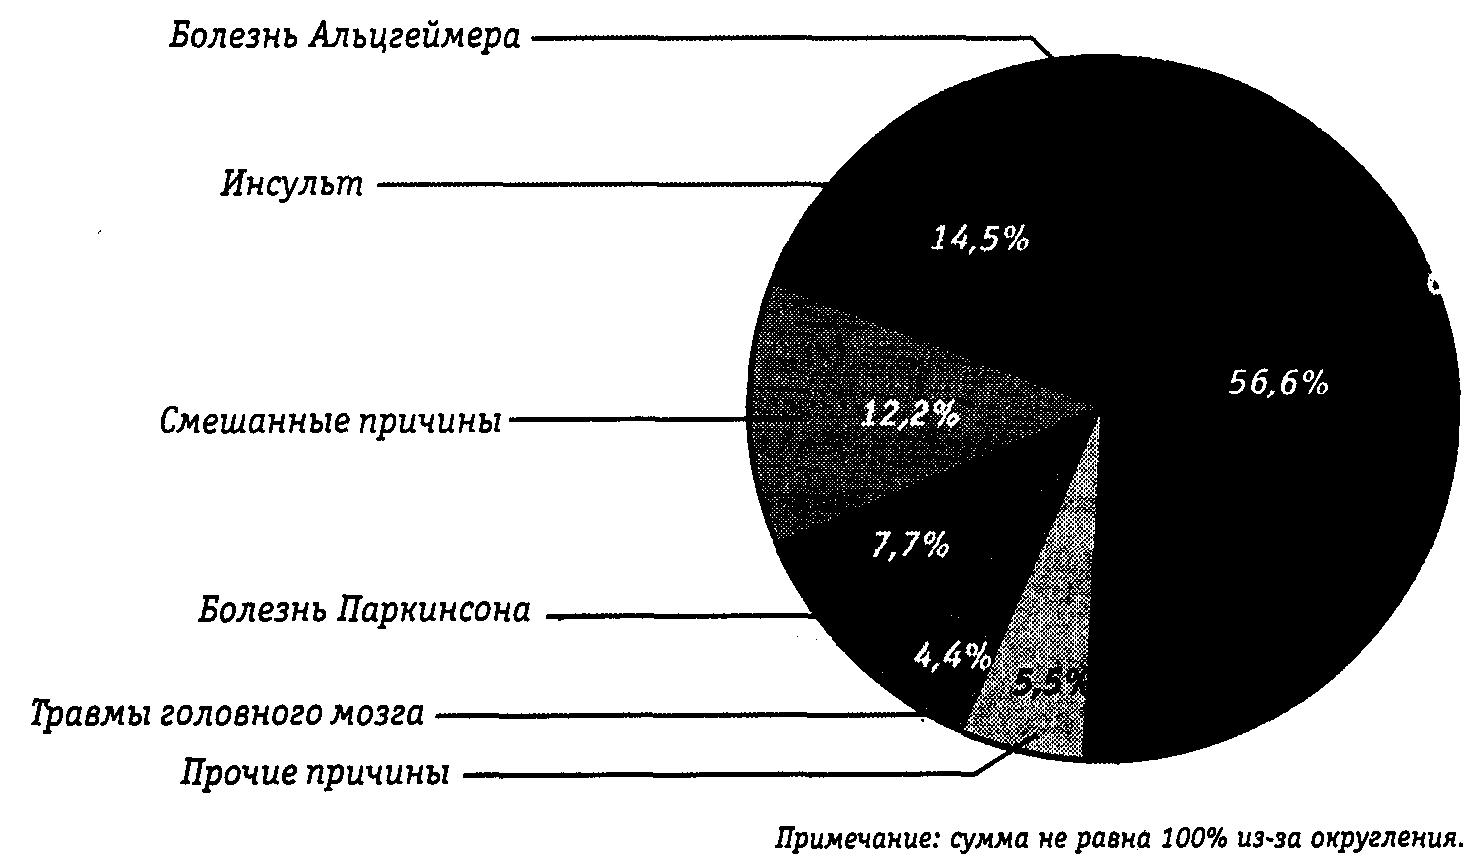 Болезнь Альцгеймера
Инсульт
14,5%
56,6%
Смешанные причины
12,2%
7,7%
Болезнь Паркинсона
4,4%
5,5%
Травмы головного мозга
Прочие причины
Примечание: сумма не равна 100% из-за округления.